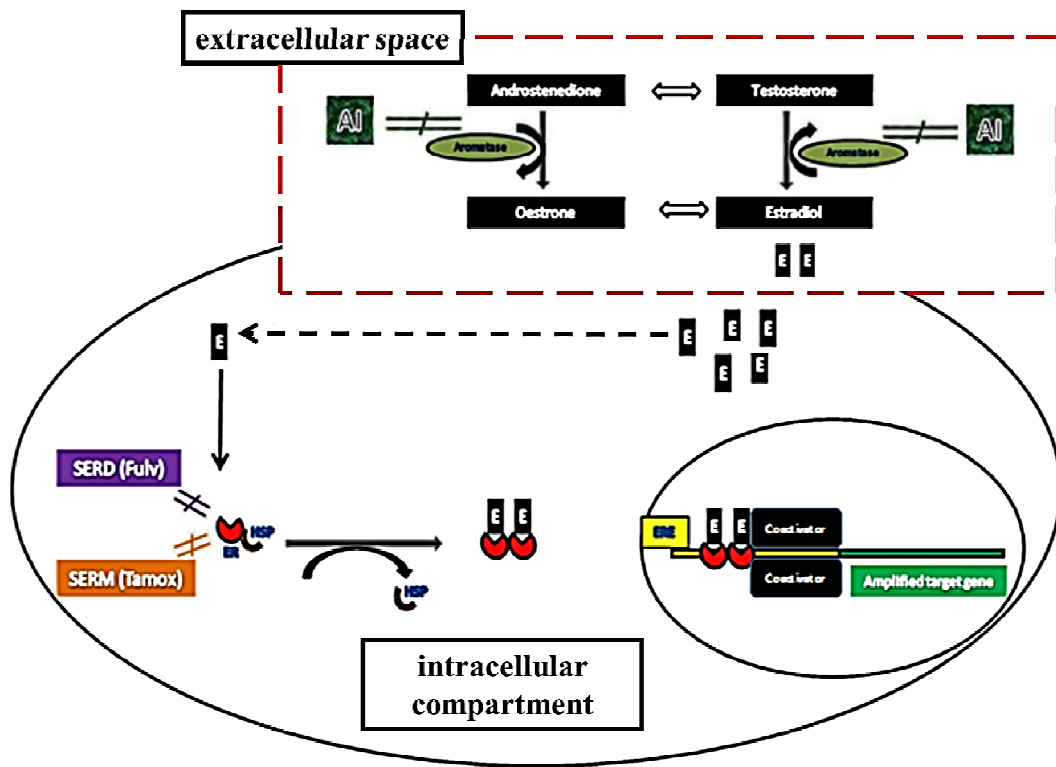 extracellular space
Androstenedione
Testosterone
AI
Aromatase
Aromatase
AI
Oestrone
Estradiol
E E
E
E
E
E
E
E
SERD (Fulv)
HSP
ER
SERM (Tamox)
HSP
E E
ERE
E E
Coactivator
Coactivator
Amplified target gene
intracellular
compartment